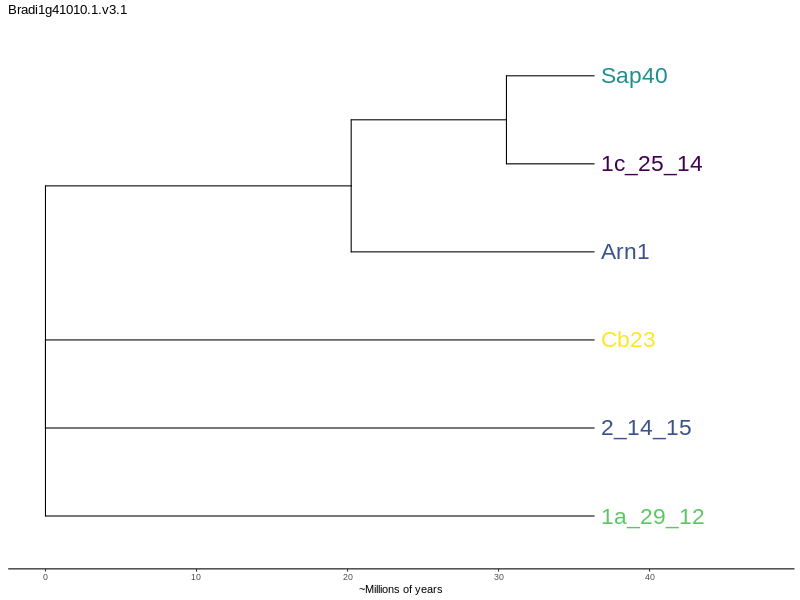 Bradi1g41010.1.v3.1
Sap40
1c_25_14
Arn1
Cb23
2_14_15
1a_29_12
0 10 20 30 40
~Millions of years